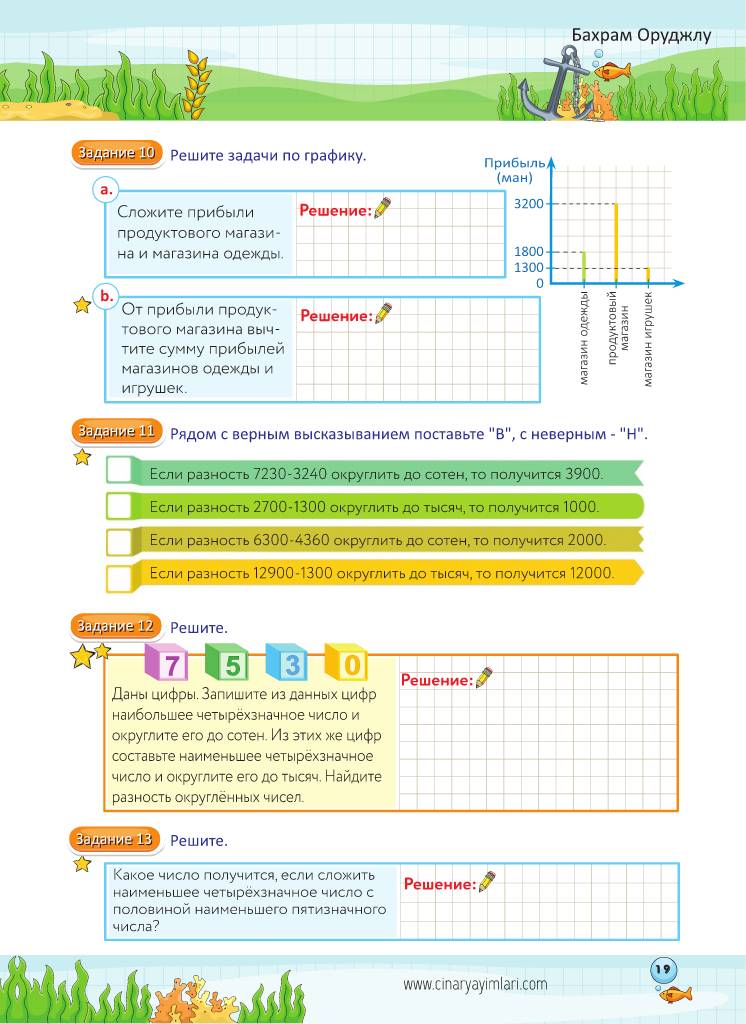 Бахрам Оруджлу
Задание 10
Решите задачи по графику.
a.
Сложите прибыли
продуктового магази-
на и магазина одежды.
Решение:
Прибыль
(ман)
3200
1800
1300
0
магазин одежды
продуктовый
магазин
магазин игрушек
b.
От прибыли продук-
тового магазина выч-
тите сумму прибылей
магазинов одежды и
игрушек.
Решение:
Задание 11
Рядом с верным высказыванием поставьте "В", с неверным - "Н".
Если разность 7230-3240 округлить до сотен, то получится 3900.
Если разность 2700-1300 округлить до тысяч, то получится 1000.
Если разность 6300-4360 округлить до сотен, то получится 2000.
Если разность 12900-1300 округлить до тысяч, то получится 12000.
Задание 12
Решите.
7 5 3 0
Даны цифры. Запишите из данных цифр
наибольшее четырёхзначное число и
округлите его до сотен. Из этих же цифр
составьте наименьшее четырёхзначное
число и округлите его до тысяч. Найдите
разность округлённых чисел.
Решение:
Задание 13
Решите.
Какое число получится, если сложить
наименьшее четырёхзначное число с
половиной наименьшего пятизначного
числа?
Решение:
www.cinaryayimlari.com
19